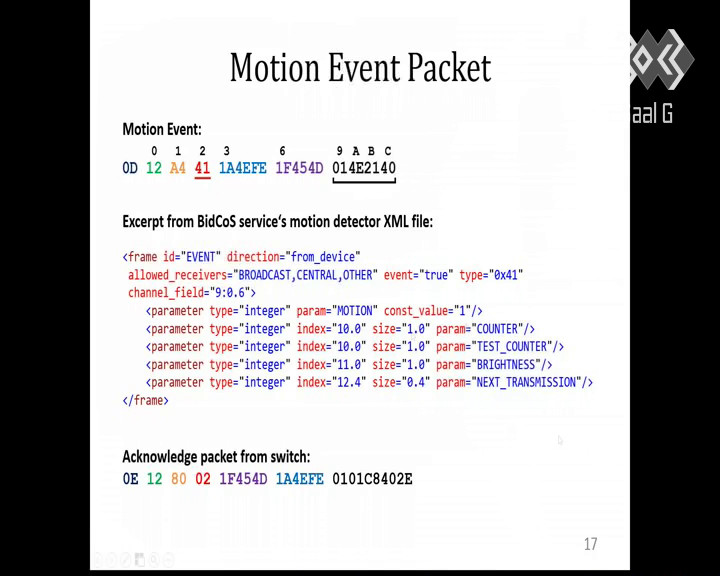 Motion Event Packet
aal G
Motion Event:
0 1 2 3 6 9 A B C
0D 12 A4 41 1A4EFE 1F454D 014E2140
Excerpt from BidCoS service‘s motion detector XML file:
<frame id="EVENT" direction="from_device"
allowed_receivers="BROADCAST,CENTRAL,OTHER" event="true" type="0x41"
channel_field="9:0.6">
<parameter type="integer" param="MOTION" const_value="1"/>
<parameter type="integer" index="10.0" size="1.0" param="COUNTER"/>
<parameter type="integer" index="10.0" size="1.0" param="TEST_COUNTER"/>
<parameter type="integer" index="11.0" size="1.0" param="BRIGHTNESS"/>
<parameter type="integer" index="12.4" size="0.4" param="NEXT_TRANSMISSION"/>
</frame>
Acknowledge packet from switch:
0E 12 80 02 1F454D 1A4EFE 0101C8402E
17